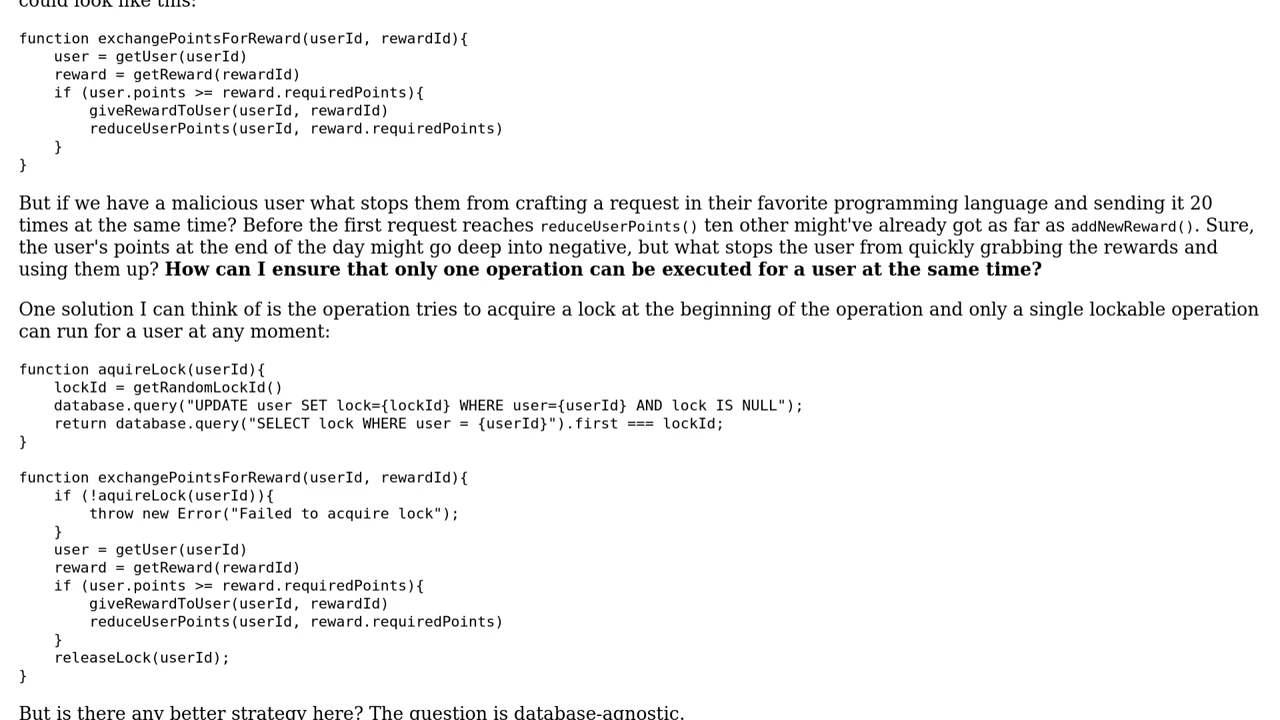 could look like this:
function exchangePointsForReward(userId, rewardId){
    user = getUser(userId)
    reward = getReward(rewardId)
    if (user.points >= reward.requiredPoints){
        giveRewardToUser(userId, rewardId)
        reduceUserPoints(userId, reward.requiredPoints)
    }
}
But if we have a malicious user what stops them from crafting a request in their favorite programming language and sending it 20
times at the same time? Before the first request reaches reduceUserPoints() ten other might've already got as far as addNewReward(). Sure,
the user's points at the end of the day might go deep into negative, but what stops the user from quickly grabbing the rewards and
using them up? How can I ensure that only one operation can be executed for a user at the same time?
One solution I can think of is the operation tries to acquire a lock at the beginning of the operation and only a single lockable operation
can run for a user at any moment:
function aquireLock(userId){
    lockId = getRandomLockId()
    database.query("UPDATE user SET lock={lockId} WHERE user={userId} AND lock IS NULL");
    return database.query("SELECT lock WHERE user = {userId}").first === lockId;
}
function exchangePointsForReward(userId, rewardId){
    if (!aquireLock(userId)){
        throw new Error("Failed to acquire lock");
    }
    user = getUser(userId)
    reward = getReward(rewardId)
    if (user.points >= reward.requiredPoints){
        giveRewardToUser(userId, rewardId)
        reduceUserPoints(userId, reward.requiredPoints)
    }
    releaseLock(userId);
}
But is there any better strategy here? The question is database-agnostic.